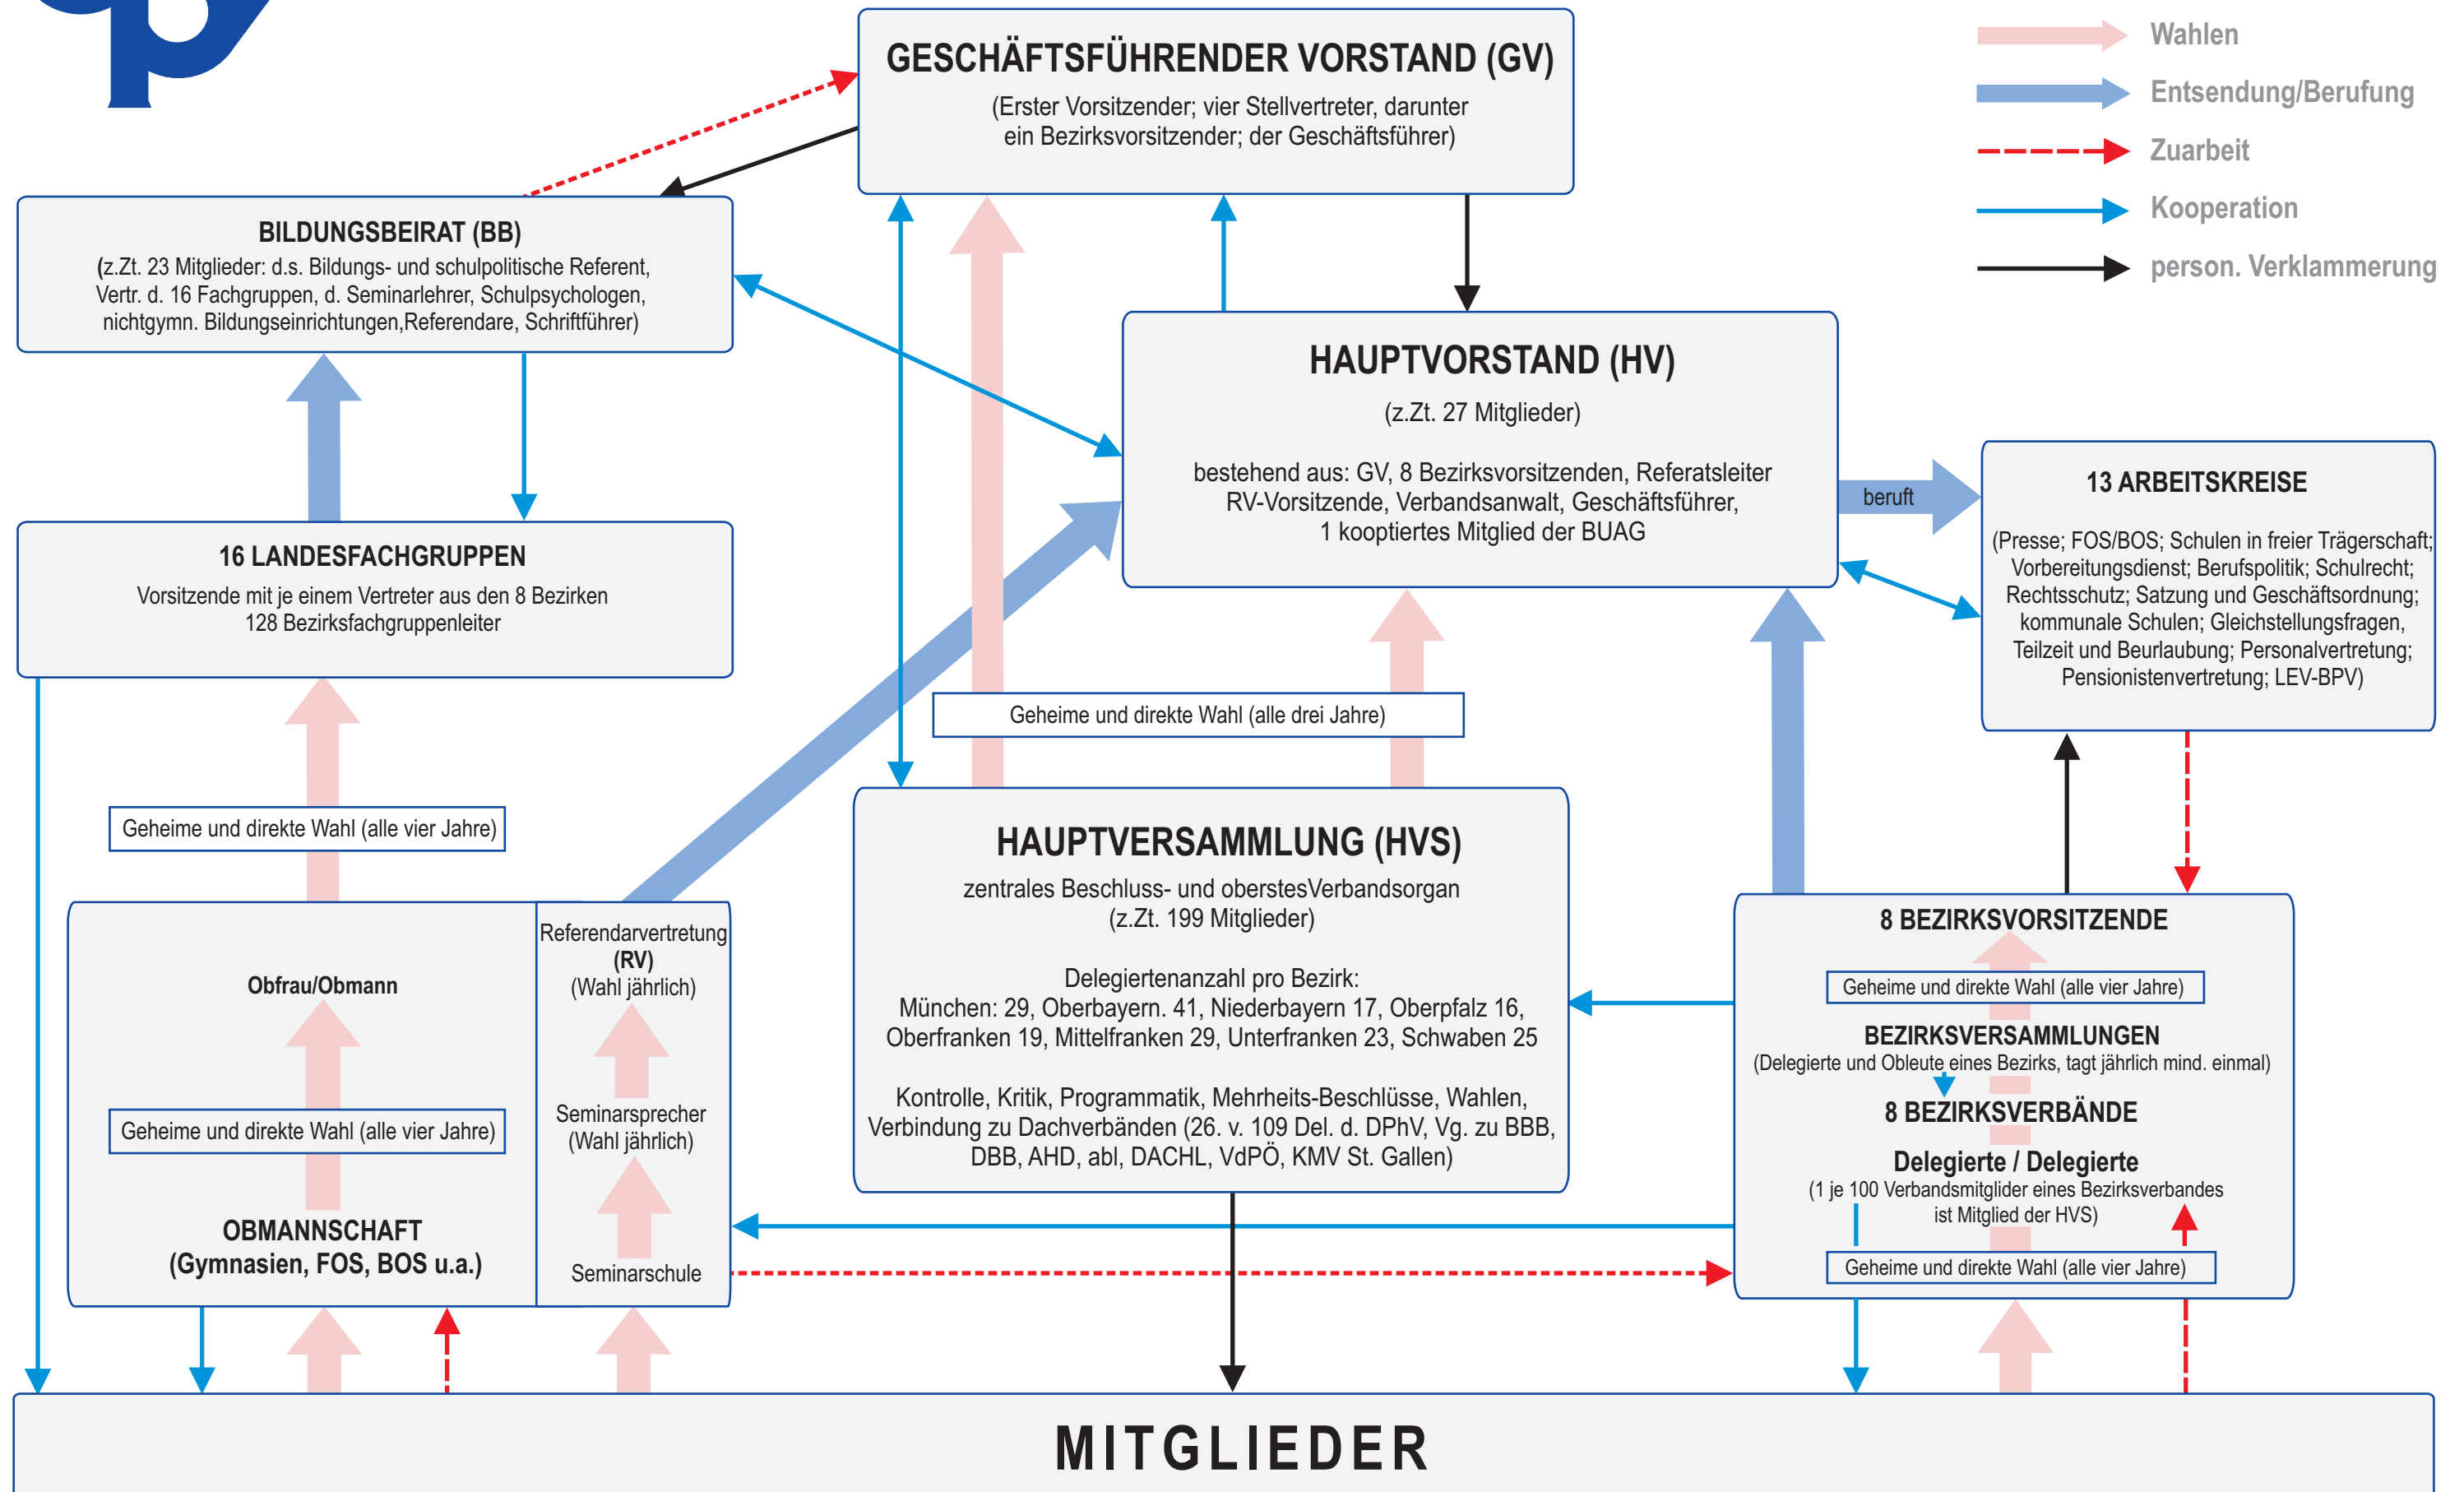 GESCHÄFTSFÜHRENDER VORSTAND (GV)
(Erster Vorsitzender; vier Stellvertreter, darunter
ein Bezirksvorsitzender; der Geschäftsführer)
Wahlen
Entsendung/Berufung
Zuarbeit
Kooperation
person. Verklammerung
BILDUNGSBEIRAT (BB)
(z.Zt. 23 Mitglieder: d.s. Bildungs- und schulpolitische Referent,
Vertr. d. 16 Fachgruppen, d. Seminarlehrer, Schulpsychologen,
nichtgymn. Bildungseinrichtungen,Referendare, Schriftführer)
HAUPTVORSTAND (HV)
(z.Zt. 27 Mitglieder)
bestehend aus: GV, 8 Bezirksvorsitzenden, Referatsleiter
RV-Vorsitzende, Verbandsanwalt, Geschäftsführer,
1 kooptiertes Mitglied der BUAG
beruft
13 ARBEITSKREISE
(Presse; FOS/BOS; Schulen in freier Trägerschaft;
Vorbereitungsdienst; Berufspolitik; Schulrecht;
Rechtsschutz; Satzung und Geschäftsordnung;
kommunale Schulen; Gleichstellungsfragen,
Teilzeit und Beurlaubung; Personalvertretung;
Pensionistenvertretung; LEV-BPV)
16 LANDESFACHGRUPPEN
Vorsitzende mit je einem Vertreter aus den 8 Bezirken
128 Bezirksfachgruppenleiter
Geheime und direkte Wahl (alle drei Jahre)
Geheime und direkte Wahl (alle vier Jahre)
HAUPTVERSAMMLUNG (HVS)
zentrales Beschluss- und oberstesVerbandsorgan
(z.Zt. 199 Mitglieder)
Delegiertenanzahl pro Bezirk:
München: 29, Oberbayern. 41, Niederbayern 17, Oberpfalz 16,
Oberfranken 19, Mittelfranken 29, Unterfranken 23, Schwaben 25
Kontrolle, Kritik, Programmatik, Mehrheits-Beschlüsse, Wahlen,
Verbindung zu Dachverbänden (26. v. 109 Del. d. DPhV, Vg. zu BBB,
DBB, AHD, abl, DACHL, VdPÖ, KMV St. Gallen)
Obfrau/Obmann
Geheime und direkte Wahl (alle vier Jahre)
OBMANNSCHAFT
(Gymnasien, FOS, BOS u.a.)
Referendarvertretung
(RV)
(Wahl jährlich)
Seminarsprecher
(Wahl jährlich)
Seminarschule
8 BEZIRKSVORSITZENDE
Geheime und direkte Wahl (alle vier Jahre)
BEZIRKSVERSAMMLUNGEN
(Delegierte und Obleute eines Bezirks, tagt jährlich mind. einmal)
8 BEZIRKSVERBÄNDE
Delegierte / Delegierte
(1 je 100 Verbandsmitglider eines Bezirksverbandes
ist Mitglied der HVS)
Geheime und direkte Wahl (alle vier Jahre)
MITGLIEDER